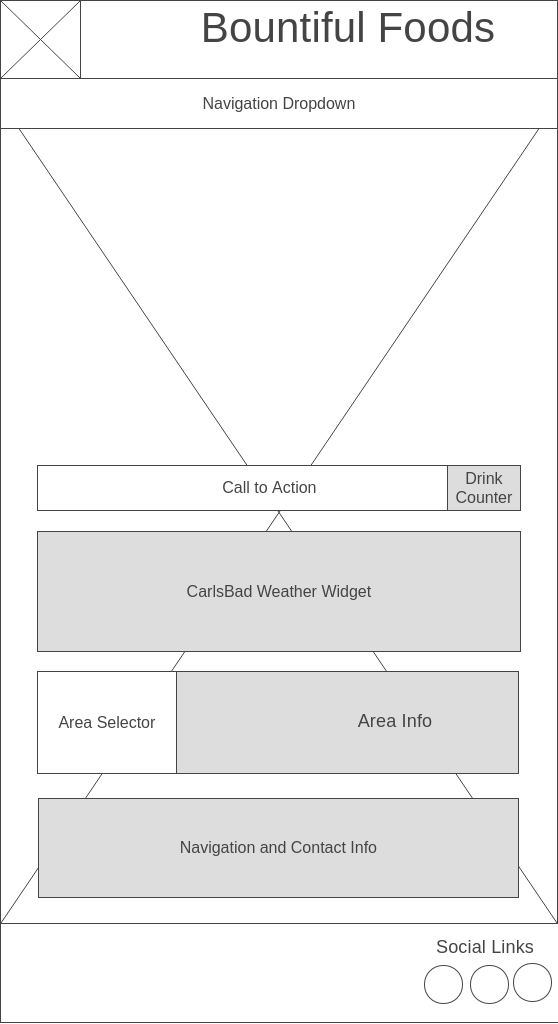 Bountiful Foods
Navigation Dropdown
Call to Action
Drink
Counter
CarlsBad Weather Widget
Area Selector
Area Info
Navigation and Contact Info
Social Links